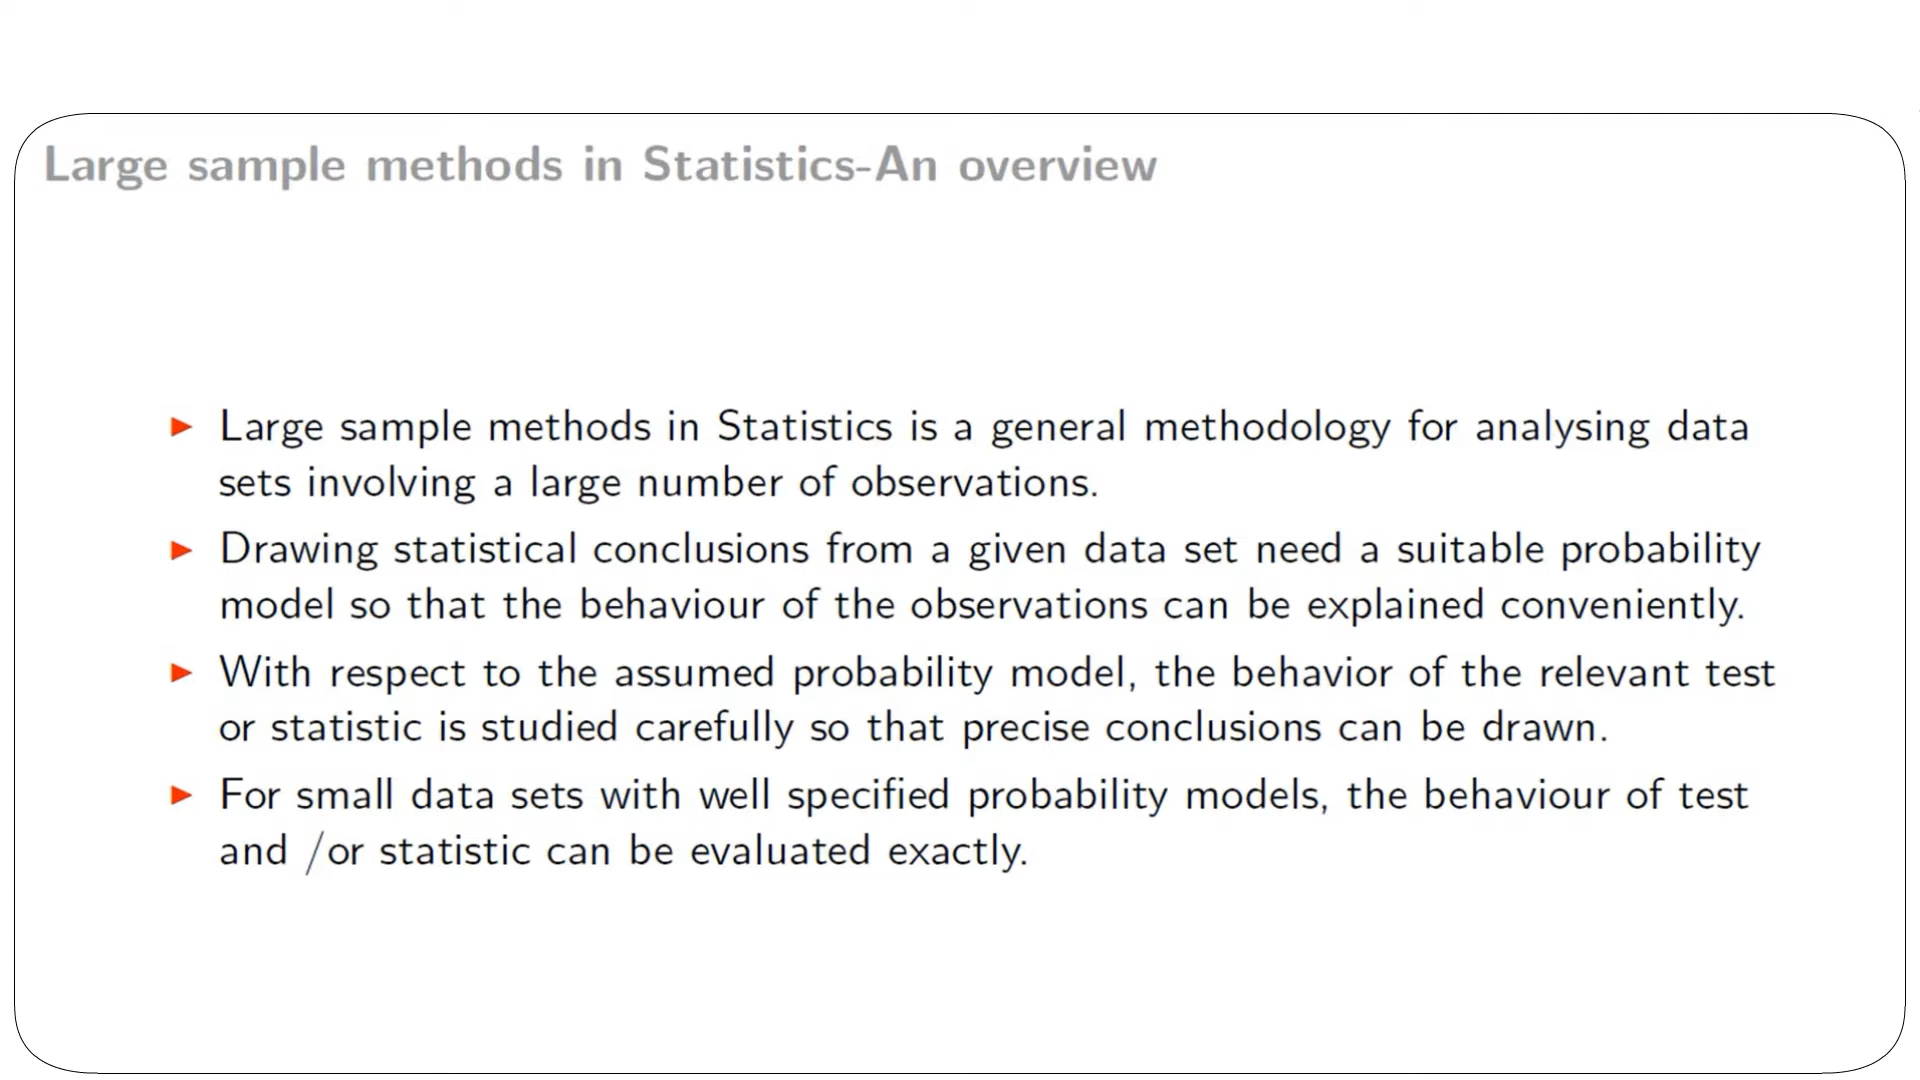 Large sample methods in Statistics-An overview
► Large sample methods in Statistics is a general methodology for analysing data
sets involving a large number of observations.
► Drawing statistical conclusions from a given data set need a suitable probability
model so that the behaviour of the observations can be explained conveniently.
► With respect to the assumed probability model, the behavior of the relevant test
or statistic is studied carefully so that precise conclusions can be drawn.
► For small data sets with well specified probability models, the behaviour of test
and /or statistic can be evaluated exactly.